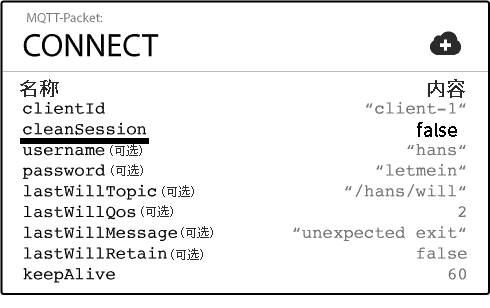 MQTT-Packet:
CONNECT
名称 内容
clientId “client-1“
cleanSession false
username (可选) “hans“
password (可选) “letmein“
lastWillTopic (可选) “/hans/will“
lastWillQos (可选) 2
lastWillMessage (可选) “unexpected exit“
lastWillRetain (可选) false
keepAlive 60